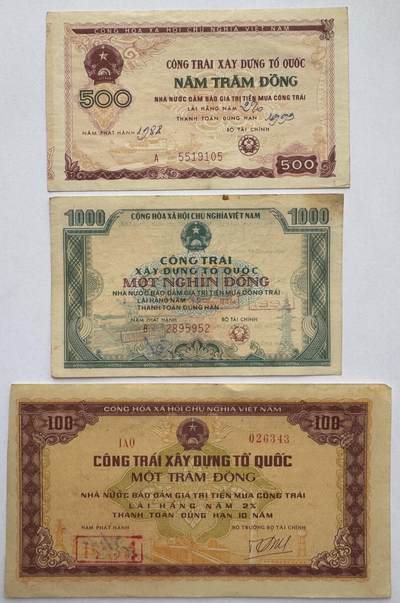 CỘNG HÒA XÃ HỘI CHỦ NGHĨA VIỆT NAM
CÔNG TRÁI XÂY DỰNG TỔ QUỐC
NĂM TRĂM ĐỒNG
500
NHÀ NƯỚC ĐẢM BẢO GIÁ TRỊ TIỀN MUA CÔNG TRÁI
LÃI HÀNG NĂM 2%
THANH TOÁN ĐÚNG HẠN 1993
NĂM PHÁT HÀNH 1988
BỘ TÀI CHÍNH
A 5519105
500
1000
CỘNG HÒA XÃ HỘI CHỦ NGHĨA VIỆT NAM
1000
CÔNG TRÁI
XÂY DỰNG TỔ QUỐC
MỘT NGHÌN ĐỒNG
NHÀ NƯỚC BẢO ĐẢM GIÁ TRỊ TIỀN MUA CÔNG TRÁI
LÃI HÀNG NĂM
THANH TOÁN ĐÚNG HẠN
NĂM PHÁT HÀNH
BỘ TÀI CHÍNH
B 2895952
CỘNG HÒA XÃ HỘI CHỦ NGHĨA VIỆT NAM
100
100
IAO
026343
CÔNG TRÁI XÂY DỰNG TỔ QUỐC
MỘT TRĂM ĐỒNG
NHÀ NƯỚC BẢO ĐẢM GIÁ TRỊ TIỀN MUA CÔNG TRÁI
LÃI HÀNG NĂM 2%
THANH TOÁN ĐÚNG HẠN 10 NĂM
NĂM PHÁT HÀNH
BỘ TRƯỞNG BỘ TÀI CHÍNH